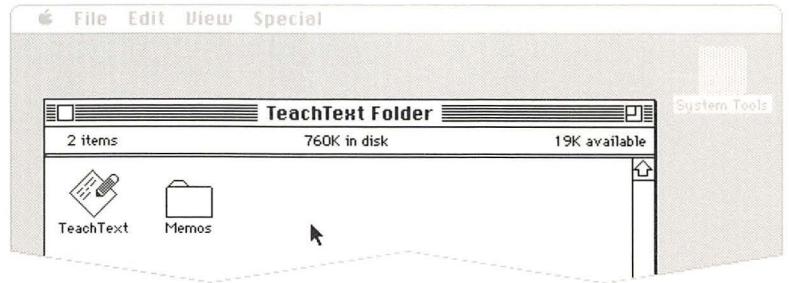 File Edit View Special
System Tools
TeachText Folder
2 items 760K in disk 19K available
TeachText Memos